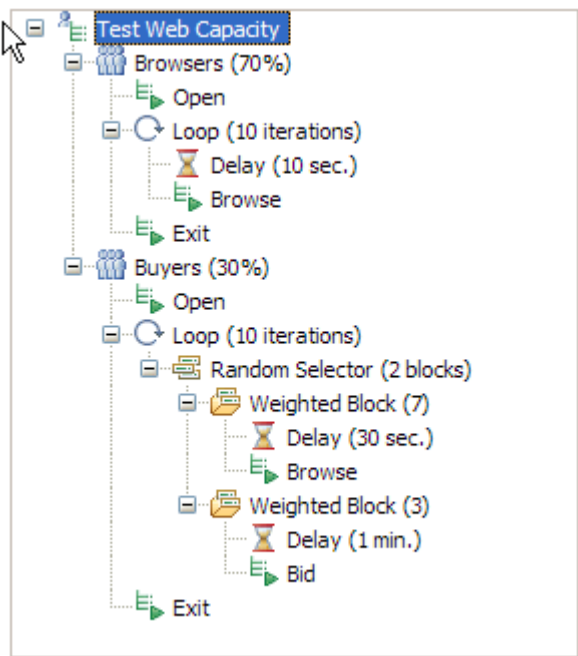 Test Web Capacity
Browsers (70%)
Open
Loop (10 iterations)
Delay (10 sec.)
Browse
Exit
Buyers (30%)
Open
Loop (10 iterations)
Random Selector (2 blocks)
Weighted Block (7)
Delay (30 sec.)
Browse
Weighted Block (3)
Delay (1 min.)
Bid
Exit